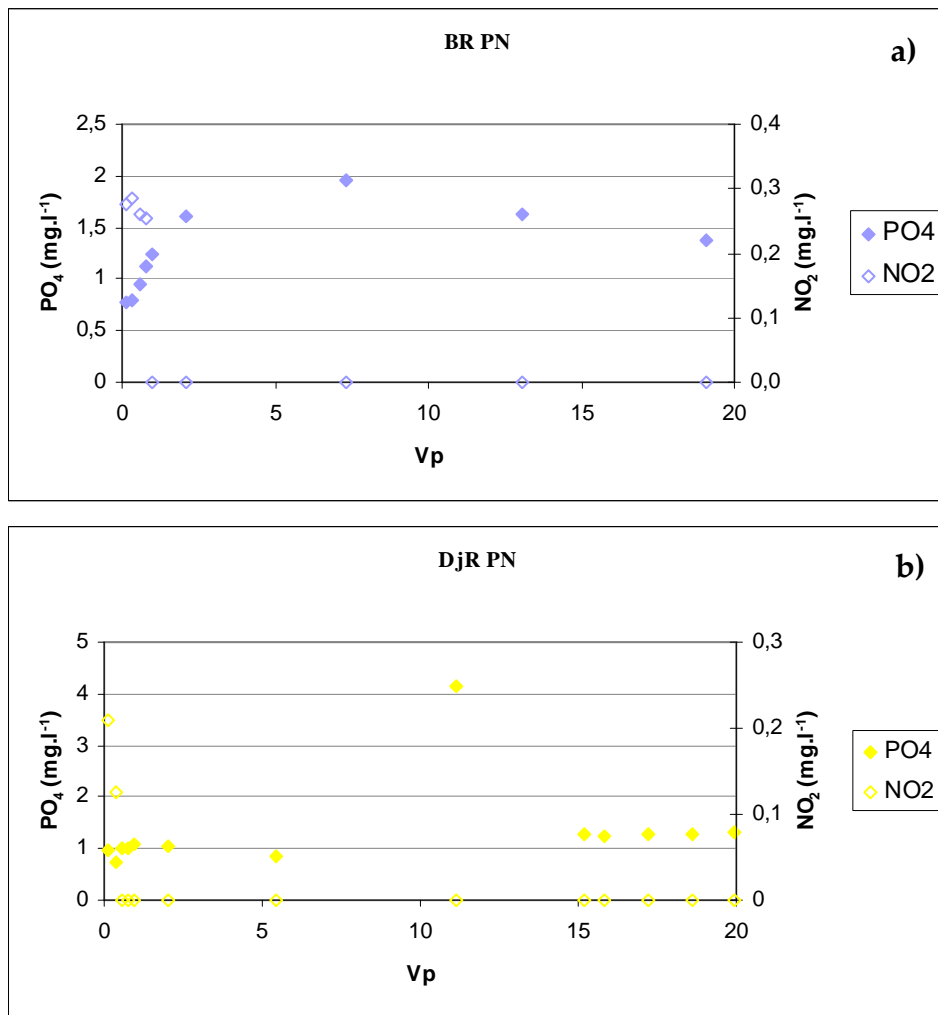 BR PN
a)
2,5
2
1,5
1
0,5
0
PO₄ (mg.l⁻¹)
0,4
0,3
0,2
0,1
0,0
NO₂ (mg.l⁻¹)
0 5 10 15 20
Vp
PO4
NO2
DjR PN
b)
5
4
3
2
1
0
PO₄ (mg.l⁻¹)
0,3
0,2
0,1
0
NO₂ (mg.l⁻¹)
0 5 10 15 20
Vp
PO4
NO2